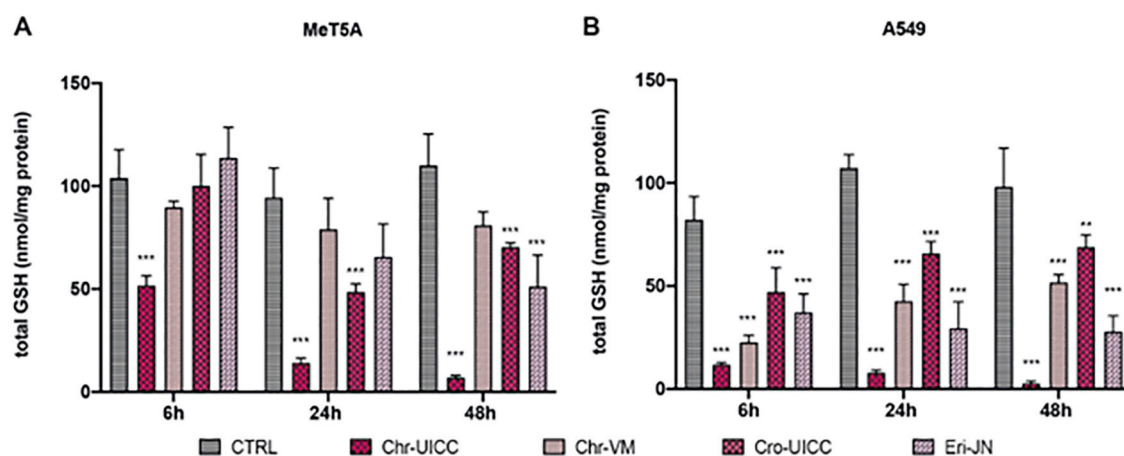 A
MeT5A
total GSH (nmol/mg protein)
150
100
50
0
***
***
***
***
***
***
6h
24h
48h
B
A549
total GSH (nmol/mg protein)
150
100
50
0
***
***
***
***
***
***
***
***
***
***
**
***
6h
24h
48h
CTRL
Chr-UICC
Chr-VM
Cro-UICC
Eri-JN